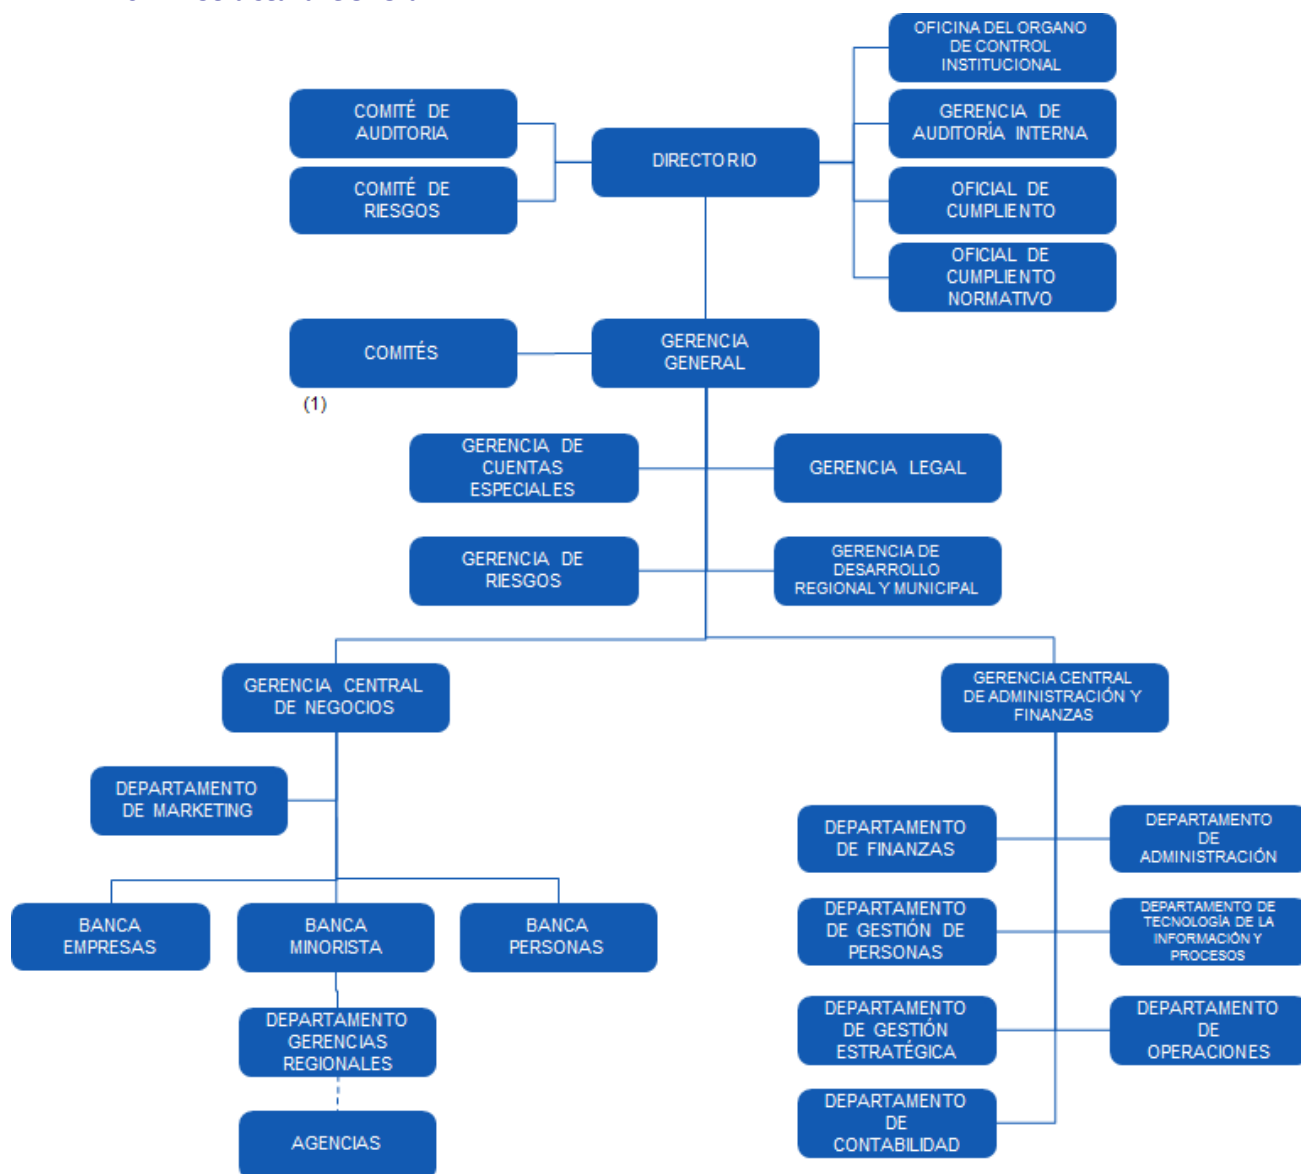 OFICINA DEL ORGANO
DE CONTROL
INSTITUCIONAL
COMITÉ DE
AUDITORIA
GERENCIA DE
AUDITORÍA INTERNA
DIRECTORIO
COMITÉ DE
RIESGOS
OFICIAL DE
CUMPLIENTO
OFICIAL DE
CUMPLIENTO
NORMATIVO
COMITÉS
(1)
GERENCIA
GENERAL
GERENCIA DE
CUENTAS
ESPECIALES
GERENCIA LEGAL
GERENCIA DE
RIESGOS
GERENCIA DE
DESARROLLO
REGIONAL Y MUNICIPAL
GERENCIA CENTRAL
DE NEGOCIOS
GERENCIA CENTRAL
DE ADMINISTRACIÓN Y
FINANZAS
DEPARTAMENTO
DE MARKETING
DEPARTAMENTO
DE FINANZAS
DEPARTAMENTO
DE
ADMINISTRACIÓN
BANCA
EMPRESAS
BANCA
MINORISTA
BANCA
PERSONAS
DEPARTAMENTO
DE GESTIÓN DE
PERSONAS
DEPARTAMENTO DE
TECNOLOGÍA DE LA
INFORMACIÓN Y
PROCESOS
DEPARTAMENTO
GERENCIAS
REGIONALES
DEPARTAMENTO
DE GESTIÓN
ESTRATÉGICA
DEPARTAMENTO
DE
OPERACIONES
AGENCIAS
DEPARTAMENTO
DE
CONTABILIDAD